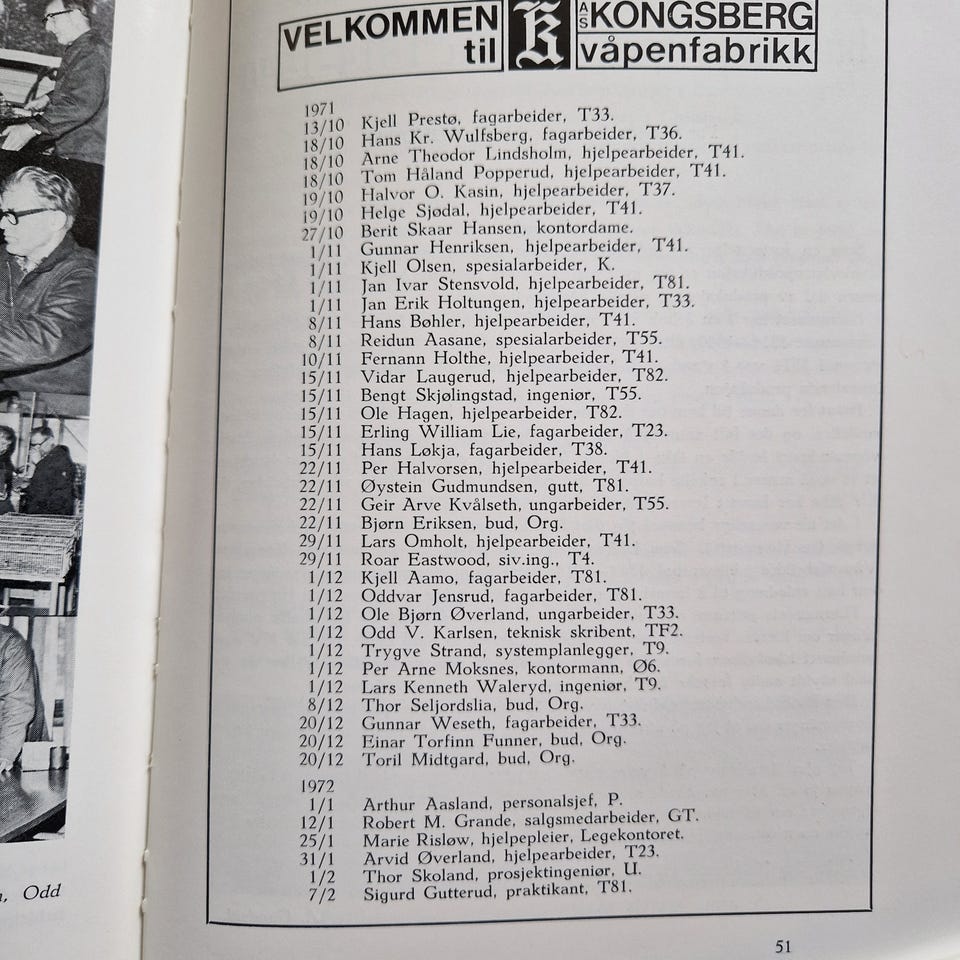 VELKOMMEN
til
K
A/S KONGSBERG
våpenfabrikk
1971
13/10 Kjell Prestø, fagarbeider, T33.
18/10 Hans Kr. Wulfsberg, fagarbeider, T36.
18/10 Arne Theodor Lindsholm, hjelpearbeider, T41.
18/10 Tom Håland Popperud, hjelpearbeider, T41.
19/10 Halvor O. Kasin, hjelpearbeider, T37.
19/10 Helge Sjødal, hjelpearbeider, T41.
27/10 Berit Skaar Hansen, kontordame.
1/11 Gunnar Henriksen, hjelpearbeider, T41.
1/11 Kjell Olsen, spesialarbeider, K.
1/11 Jan Ivar Stensvold, hjelpearbeider, T81.
1/11 Jan Erik Holtungen, hjelpearbeider, T33.
8/11 Hans Bøhler, hjelpearbeider, T41.
8/11 Reidun Aasane, spesialarbeider, T55.
10/11 Fernann Holthe, hjelpearbeider, T41.
15/11 Vidar Laugerud, hjelpearbeider, T82.
15/11 Bengt Skjølingstad, ingeniør, T55.
15/11 Ole Hagen, hjelpearbeider, T82.
15/11 Erling William Lie, fagarbeider, T23.
15/11 Hans Løkja, fagarbeider, T38.
22/11 Per Halvorsen, hjelpearbeider, T41.
22/11 Øystein Gudmundsen, gutt, T81.
22/11 Geir Arve Kvålseth, ungarbeider, T55.
22/11 Bjørn Eriksen, bud, Org.
29/11 Lars Omholt, hjelpearbeider, T41.
29/11 Roar Eastwood, siv.ing., T4.
1/12 Kjell Aamo, fagarbeider, T81.
1/12 Oddvar Jensrud, fagarbeider, T81.
1/12 Ole Bjørn Øverland, ungarbeider, T33.
1/12 Odd V. Karlsen, teknisk skribent, TF2.
1/12 Trygve Strand, systemplanlegger, T9.
1/12 Per Arne Moksnes, kontormann, Ø6.
1/12 Lars Kenneth Waleryd, ingeniør, T9.
8/12 Thor Seljordslia, bud, Org.
20/12 Gunnar Weseth, fagarbeider, T33.
20/12 Einar Torfinn Funner, bud, Org.
20/12 Toril Midtgard, bud, Org.
1972
1/1 Arthur Aasland, personalsjef, P.
12/1 Robert M. Grande, salgsmedarbeider, GT.
25/1 Marie Risløw, hjelpepleier, Legekontoret.
31/1 Arvid Øverland, hjelpearbeider, T23.
1/2 Thor Skoland, prosjektingeniør, U.
7/2 Sigurd Gutterud, praktikant, T81.
51
Odd